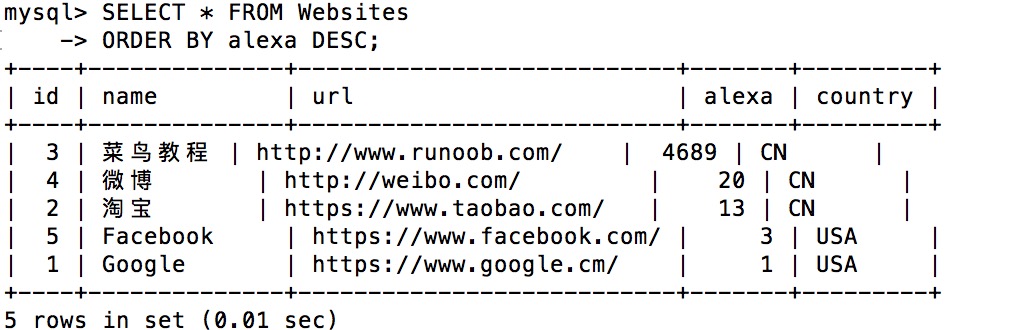 mysql> SELECT * FROM Websites
    -> ORDER BY alexa DESC;
+----+--------------+---------------------------+-------+---------+
| id | name         | url                       | alexa | country |
+----+--------------+---------------------------+-------+---------+
|  3 | 菜鸟教程 | http://www.runoob.com/    |  4689 | CN      |
|  4 | 微博       | http://weibo.com/         |    20 | CN      |
|  2 | 淘宝       | https://www.taobao.com/   |    13 | CN      |
|  5 | Facebook     | https://www.facebook.com/ |     3 | USA     |
|  1 | Google       | https://www.google.cm/    |     1 | USA     |
+----+--------------+---------------------------+-------+---------+
5 rows in set (0.01 sec)